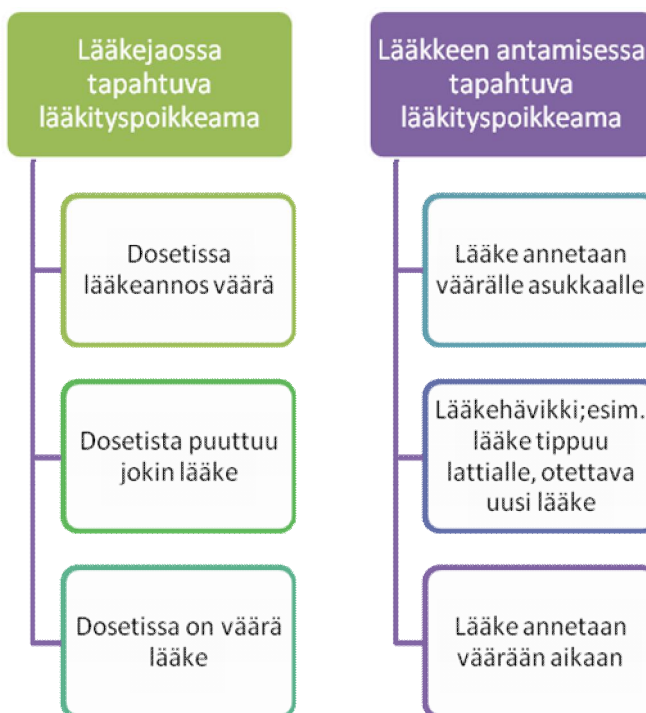 Lääkejaossa
tapahtuva
lääkityspoikkeama
Dosetissa
lääkeannos väärä
Dosetista puuttuu
jokin lääke
Dosetissa on väärä
lääke
Lääkkeen antamisessa
tapahtuva
lääkityspoikkeama
Lääke annetaan
väärälle asukkaalle
Lääkehävikki;esim.
lääke tippuu
lattialle, otettava
uusi lääke
Lääke annetaan
väärään aikaan